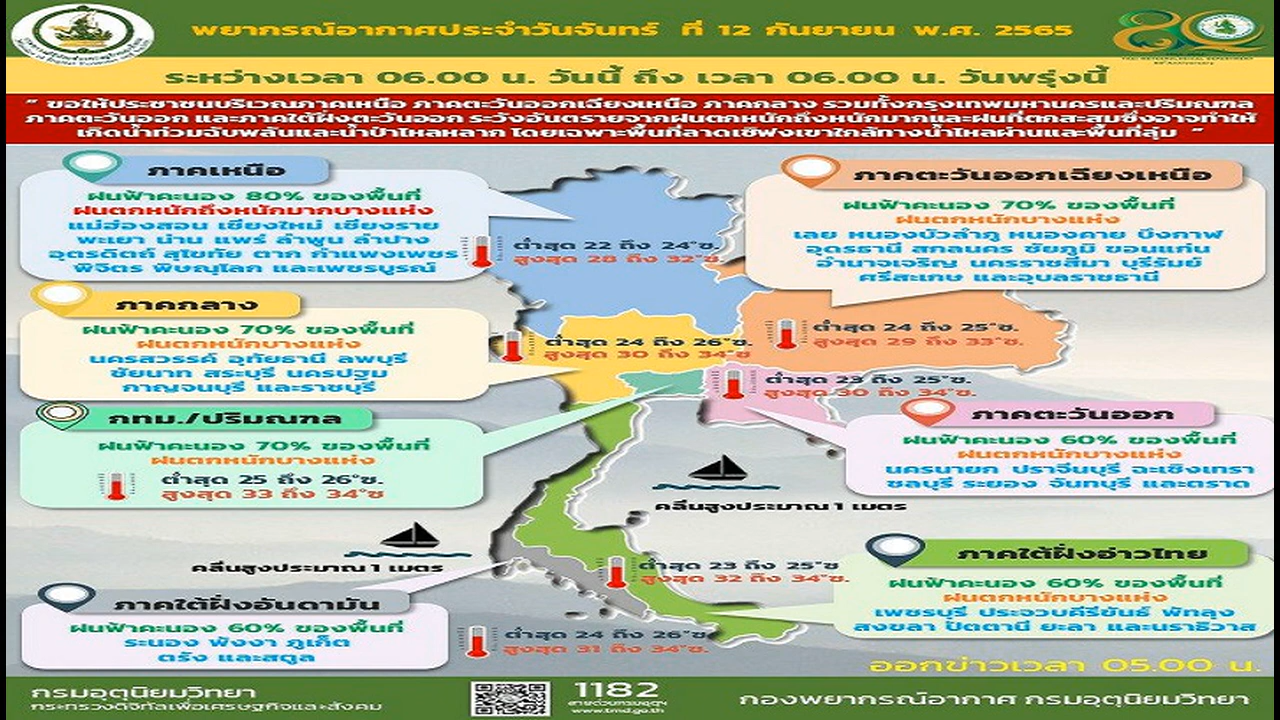 พยากรณ์อากาศประจำวันจันทร์ ที่ 12 กันยายน พ.ศ. 2565
ระหว่างเวลา 06.00 น. วันนี้ ถึง เวลา 06.00 น. วันพรุ่งนี้
" ขอให้ประชาชนบริเวณภาคเหนือ ภาคตะวันออกเฉียงเหนือ ภาคกลาง รวมทั้งกรุงเทพมหานครและปริมณฑล
ภาคตะวันออก และภาคใต้ฝั่งตะวันออก ระวังอันตรายจากฝนตกหนักถึงหนักมากและฝนที่ตกสะสมซึ่งอาจทำให้
เกิดน้ำท่วมฉับพลันและน้ำป่าไหลหลาก โดยเฉพาะพื้นที่ลาดเชิงเขาใกล้ทางน้ำไหลผ่านและพื้นที่ลุ่ม "
ภาคเหนือ
ฝนฟ้าคะนอง 80% ของพื้นที่
ฝนตกหนักถึงหนักมากบางแห่ง
แม่ฮ่องสอน เชียงใหม่ เชียงราย
พะเยา น่าน แพร่ ลำพูน ลำปาง
อุตรดิตถ์ สุโขทัย ตาก กำแพงเพชร
พิจิตร พิษณุโลก และเพชรบูรณ์
ต่ำสุด 22 ถึง 24°ซ.
สูงสุด 28 ถึง 32°ซ.
ภาคตะวันออกเฉียงเหนือ
ฝนฟ้าคะนอง 70% ของพื้นที่
ฝนตกหนักบางแห่ง
เลย หนองบัวลำภู หนองคาย บึงกาฬ
อุดรธานี สกลนคร ชัยภูมิ ขอนแก่น
อำนาจเจริญ นครราชสีมา บุรีรัมย์
ศรีสะเกษ และอุบลราชธานี
ต่ำสุด 24 ถึง 25°ซ.
สูงสุด 29 ถึง 33°ซ.
ภาคกลาง
ฝนฟ้าคะนอง 70% ของพื้นที่
ฝนตกหนักบางแห่ง
นครสวรรค์ อุทัยธานี ลพบุรี
ชัยนาท สระบุรี นครปฐม
กาญจนบุรี และราชบุรี
ต่ำสุด 24 ถึง 26°ซ.
สูงสุด 30 ถึง 34°ซ
ต่ำสุด 23 ถึง 25°ซ.
สูงสุด 30 ถึง 34°ซ.
กทม./ปริมณฑล
ฝนฟ้าคะนอง 70% ของพื้นที่
ฝนตกหนักบางแห่ง
ต่ำสุด 25 ถึง 26°ซ.
สูงสุด 33 ถึง 34°ซ
ภาคตะวันออก
ฝนฟ้าคะนอง 60% ของพื้นที่
ฝนตกหนักบางแห่ง
นครนายก ปราจีนบุรี ฉะเชิงเทรา
ชลบุรี ระยอง จันทบุรี และตราด
คลื่นสูงประมาณ 1 เมตร
คลื่นสูงประมาณ 1 เมตร
ภาคใต้ฝั่งอ่าวไทย
ฝนฟ้าคะนอง 60% ของพื้นที่
ฝนตกหนักบางแห่ง
เพชรบุรี ประจวบคีรีขันธ์ พัทลุง
สงขลา ปัตตานี ยะลา และนราธิวาส
ต่ำสุด 23 ถึง 25°ซ
สูงสุด 32 ถึง 34°ซ.
ภาคใต้ฝั่งอันดามัน
ฝนฟ้าคะนอง 60% ของพื้นที่
ระนอง พังงา ภูเก็ต
ตรัง และสตูล
ต่ำสุด 24 ถึง 26°ซ
สูงสุด 31 ถึง 34°ซ.
ออกข่าวเวลา 05.00 น.
กรมอุตุนิยมวิทยา
กระทรวงดิจิทัลเพื่อเศรษฐกิจและสังคม
1182
สายด่วนกรมอุตุฯ
www.tmd.go.th
กองพยากรณ์อากาศ กรมอุตุนิยมวิทยา